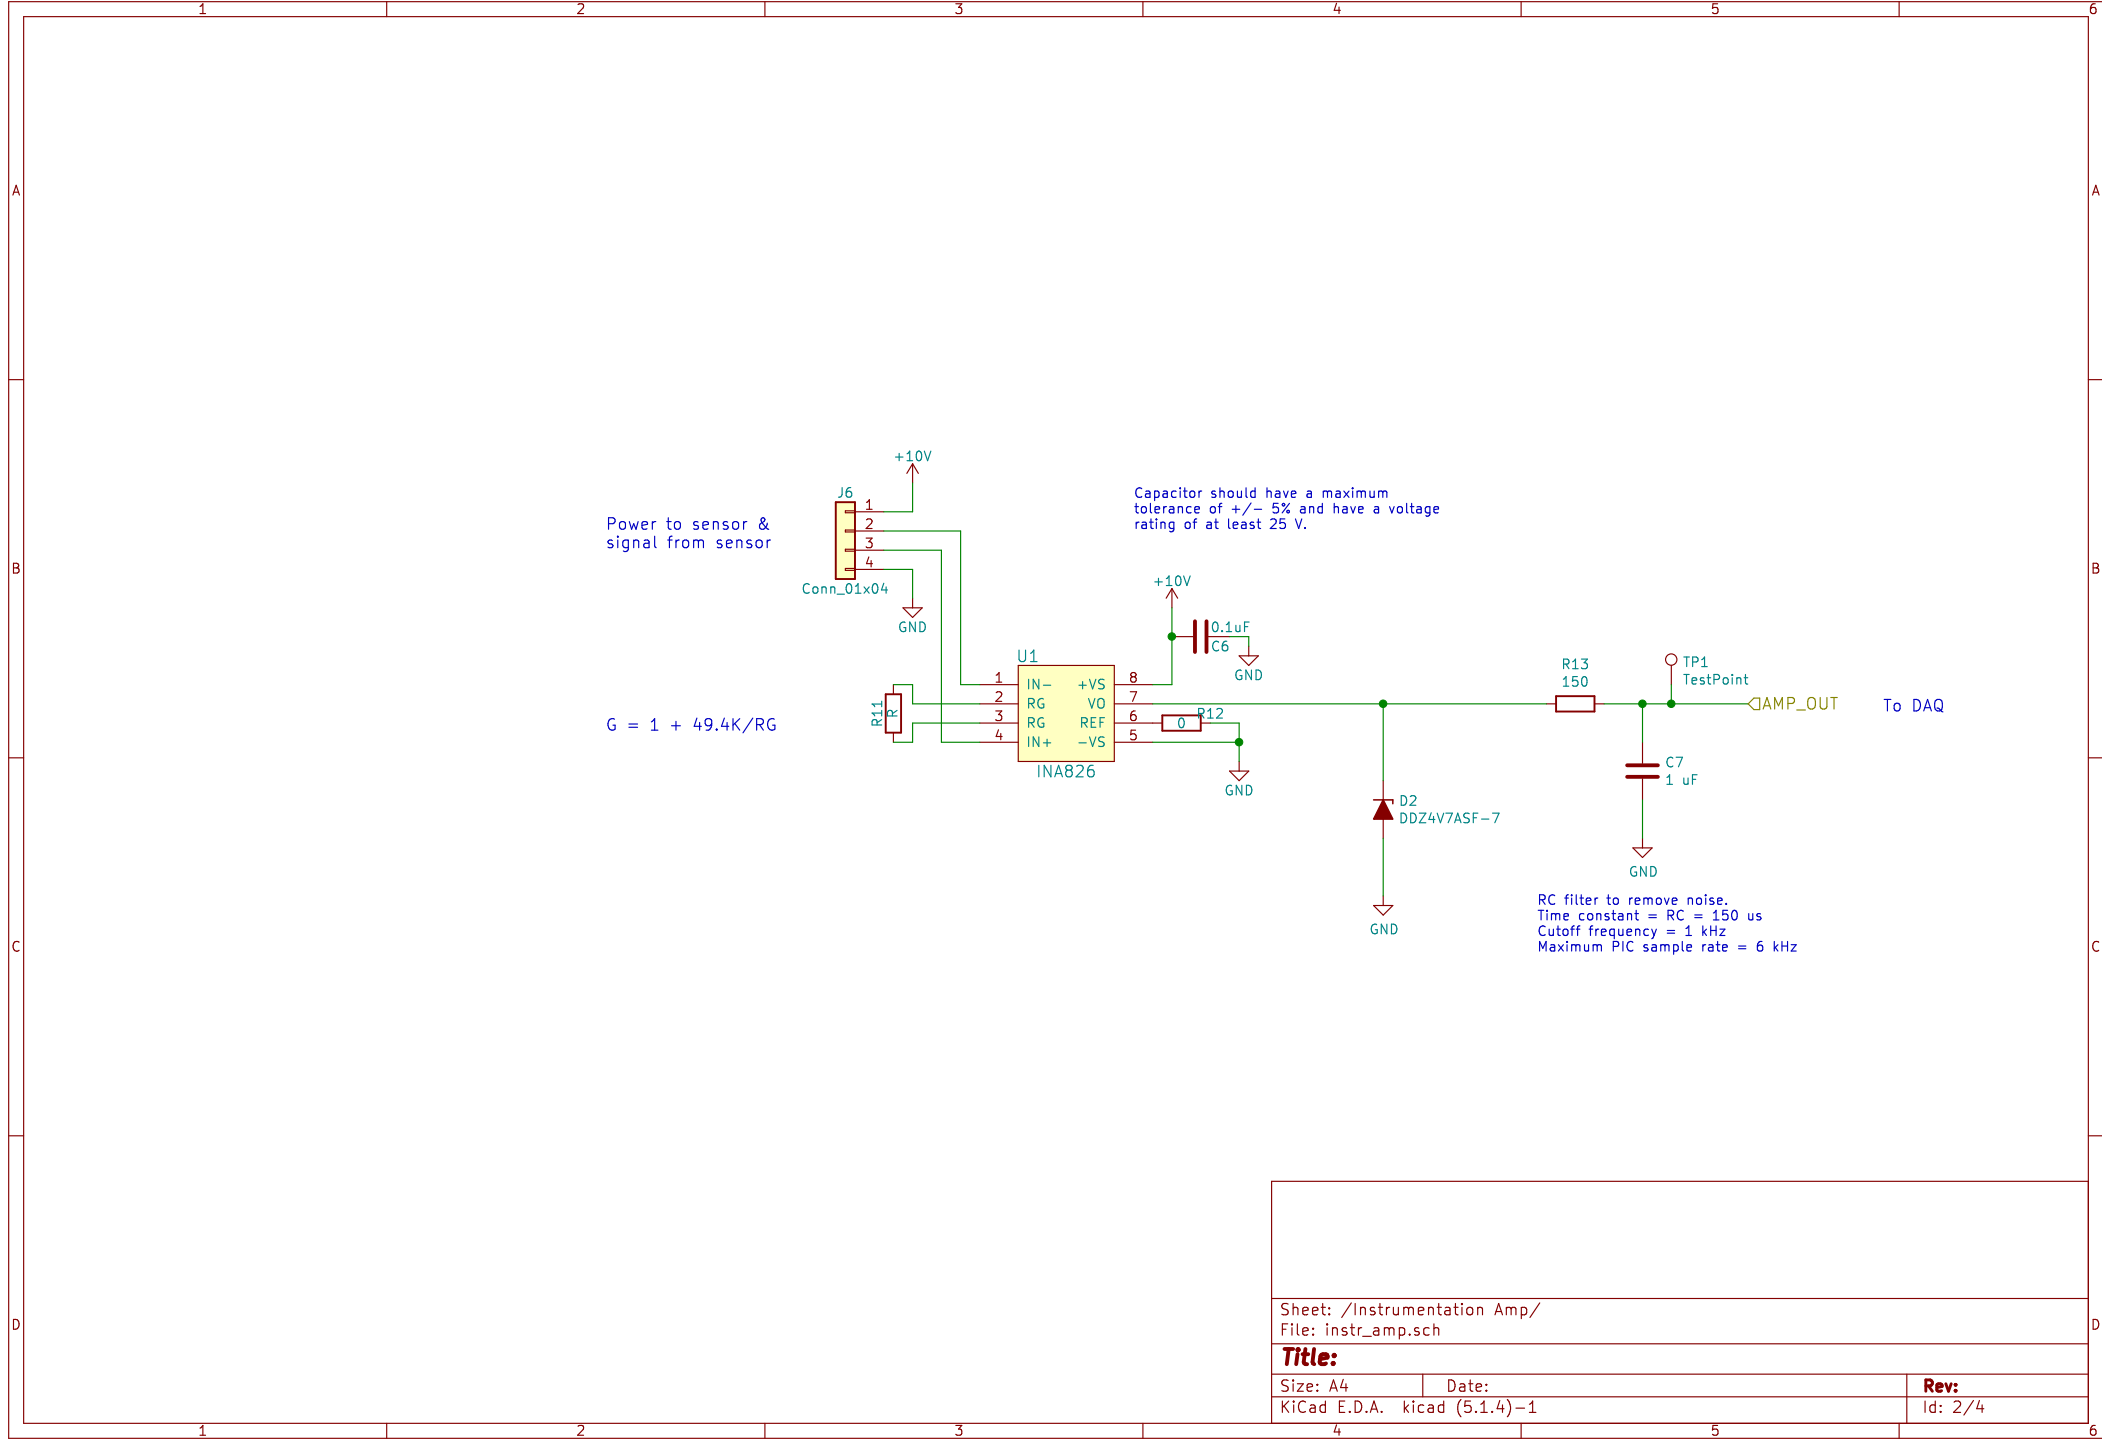 1 2 3 4 5 6
A A
+10V
J6
1
2
3
4
Conn_01x04
GND
Power to sensor &
signal from sensor
Capacitor should have a maximum
tolerance of +/- 5% and have a voltage
rating of at least 25 V.
B B
+10V
0.1uF
C6
GND
U1
1 IN- +VS 8
2 RG VO 7
3 RG REF 6
4 IN+ -VS 5
INA826
R11
R
G = 1 + 49.4K/RG
R12
0
GND
R13
150
TP1
TestPoint
AMP_OUT
To DAQ
C7
1 uF
GND
D2
DDZ4V7ASF-7
GND
RC filter to remove noise.
Time constant = RC = 150 us
Cutoff frequency = 1 kHz
Maximum PIC sample rate = 6 kHz
C C
D D
Sheet: /Instrumentation Amp/
File: instr_amp.sch
Title:
Size: A4 Date: Rev:
KiCad E.D.A. kicad (5.1.4)-1 Id: 2/4
1 2 3 4 5 6